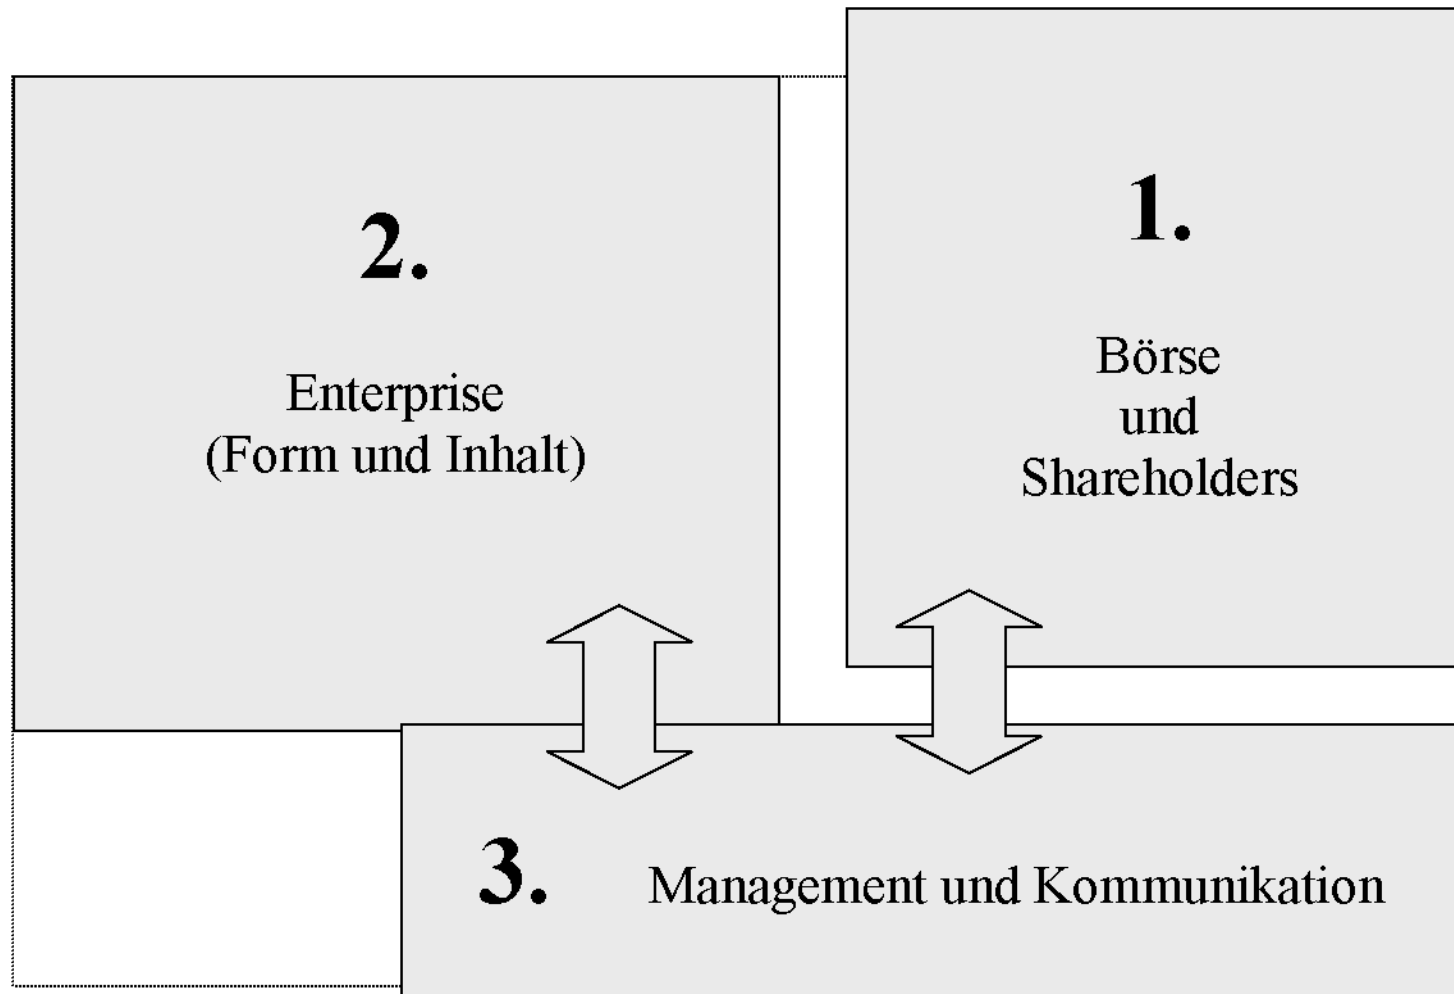 2.
Enterprise
(Form und Inhalt)
1.
Börse
und
Shareholders
3. Management und Kommunikation